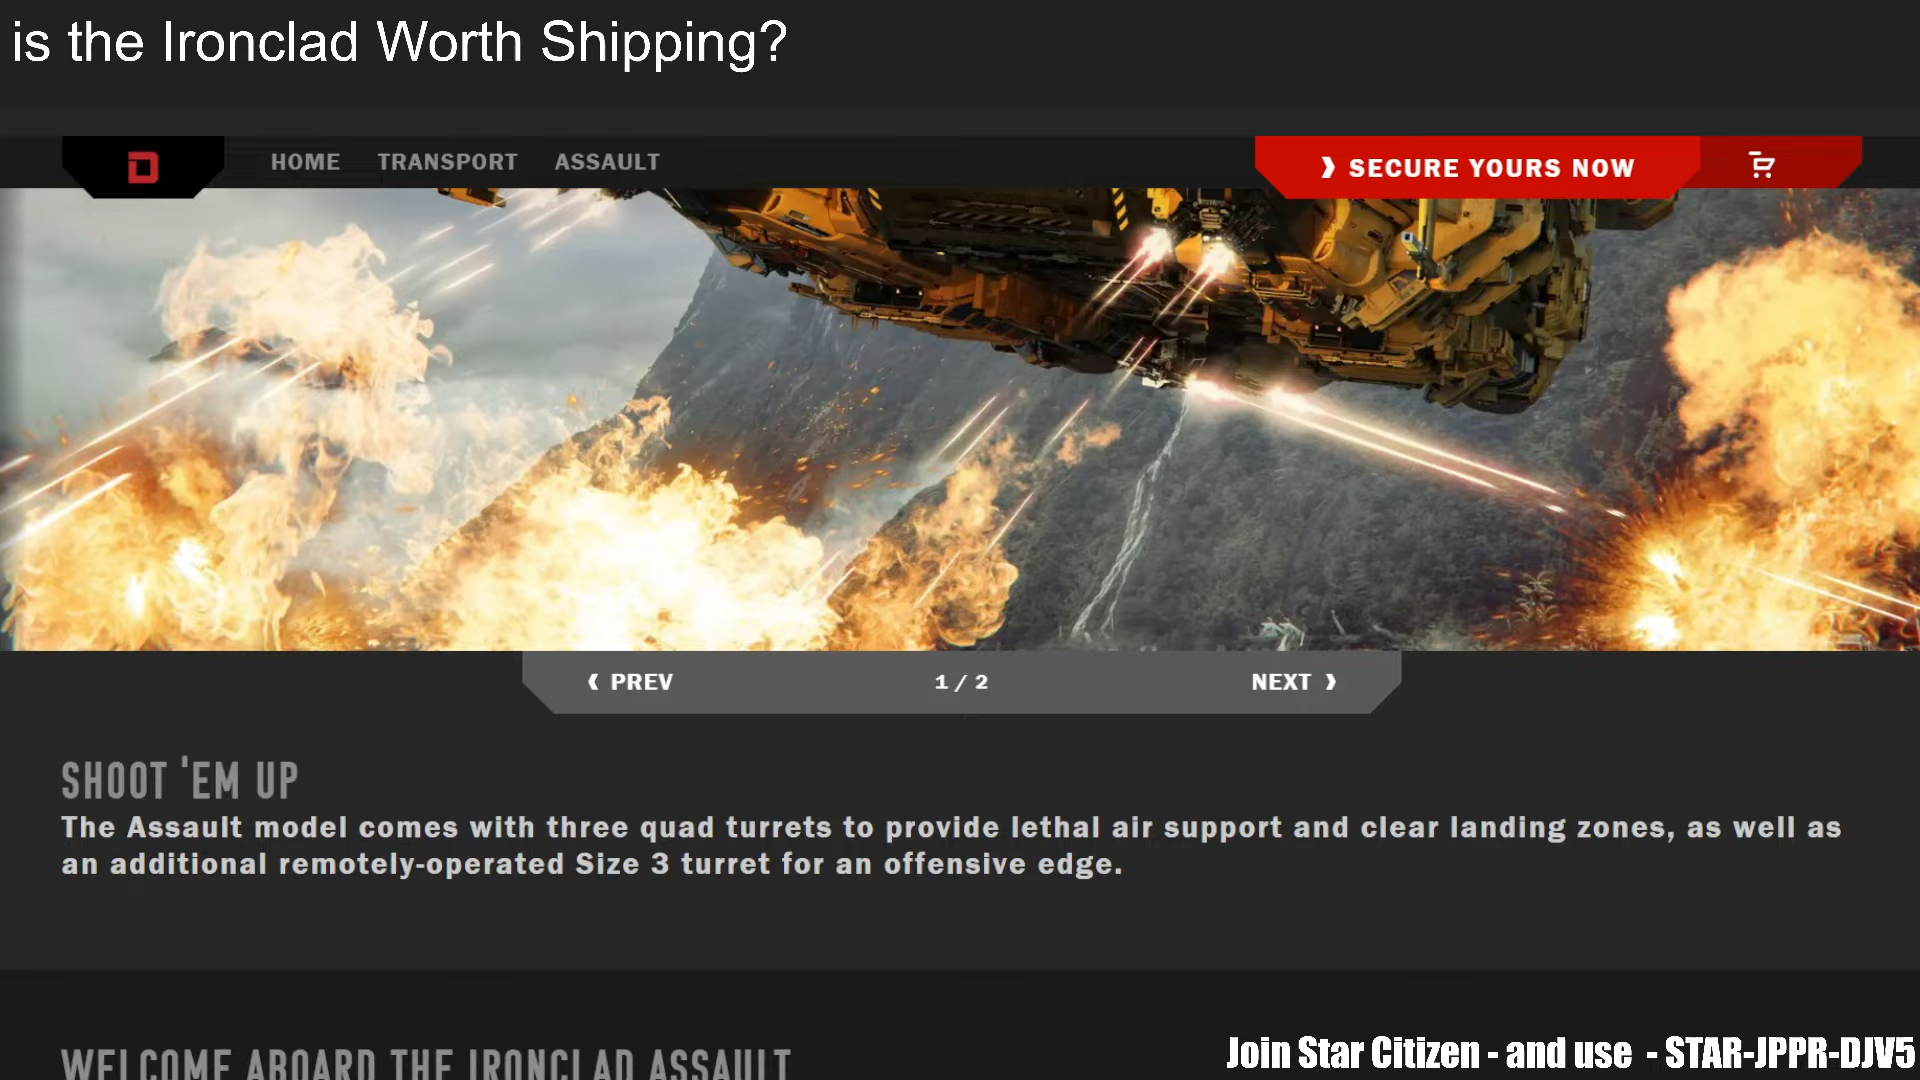 is the Ironclad Worth Shipping?
HOME TRANSPORT ASSAULT
SECURE YOURS NOW
PREV 1 / 2 NEXT
SHOOT 'EM UP
The Assault model comes with three quad turrets to provide lethal air support and clear landing zones, as well as
an additional remotely-operated Size 3 turret for an offensive edge.
WELCOME ABOARD THE IRONCLAD ASSAULT
Join Star Citizen - and use - STAR-JPPR-DJV5